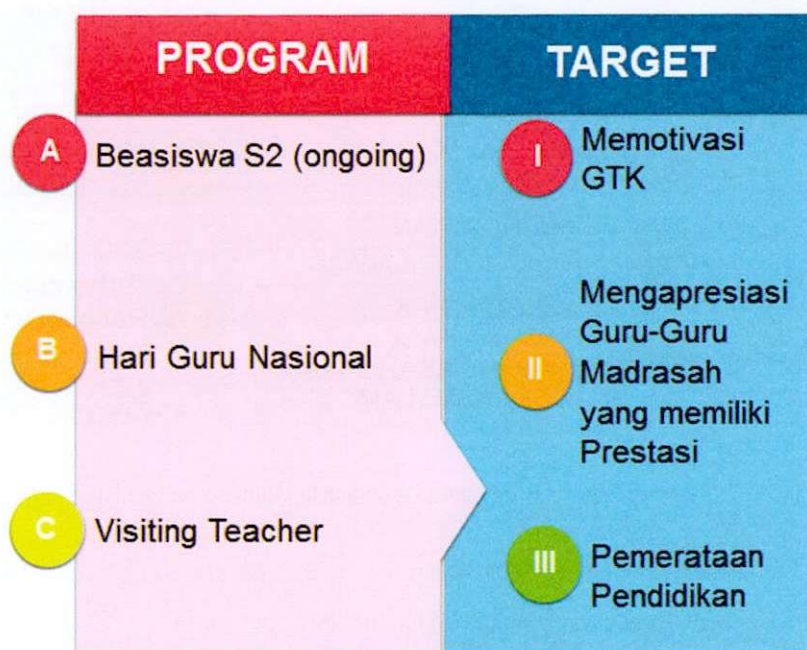 PROGRAM
TARGET
A
Beasiswa S2 (ongoing)
I
Memotivasi
GTK
B
Hari Guru Nasional
II
Mengapresiasi
Guru-Guru
Madrasah
yang memiliki
Prestasi
C
Visiting Teacher
III
Pemerataan
Pendidikan